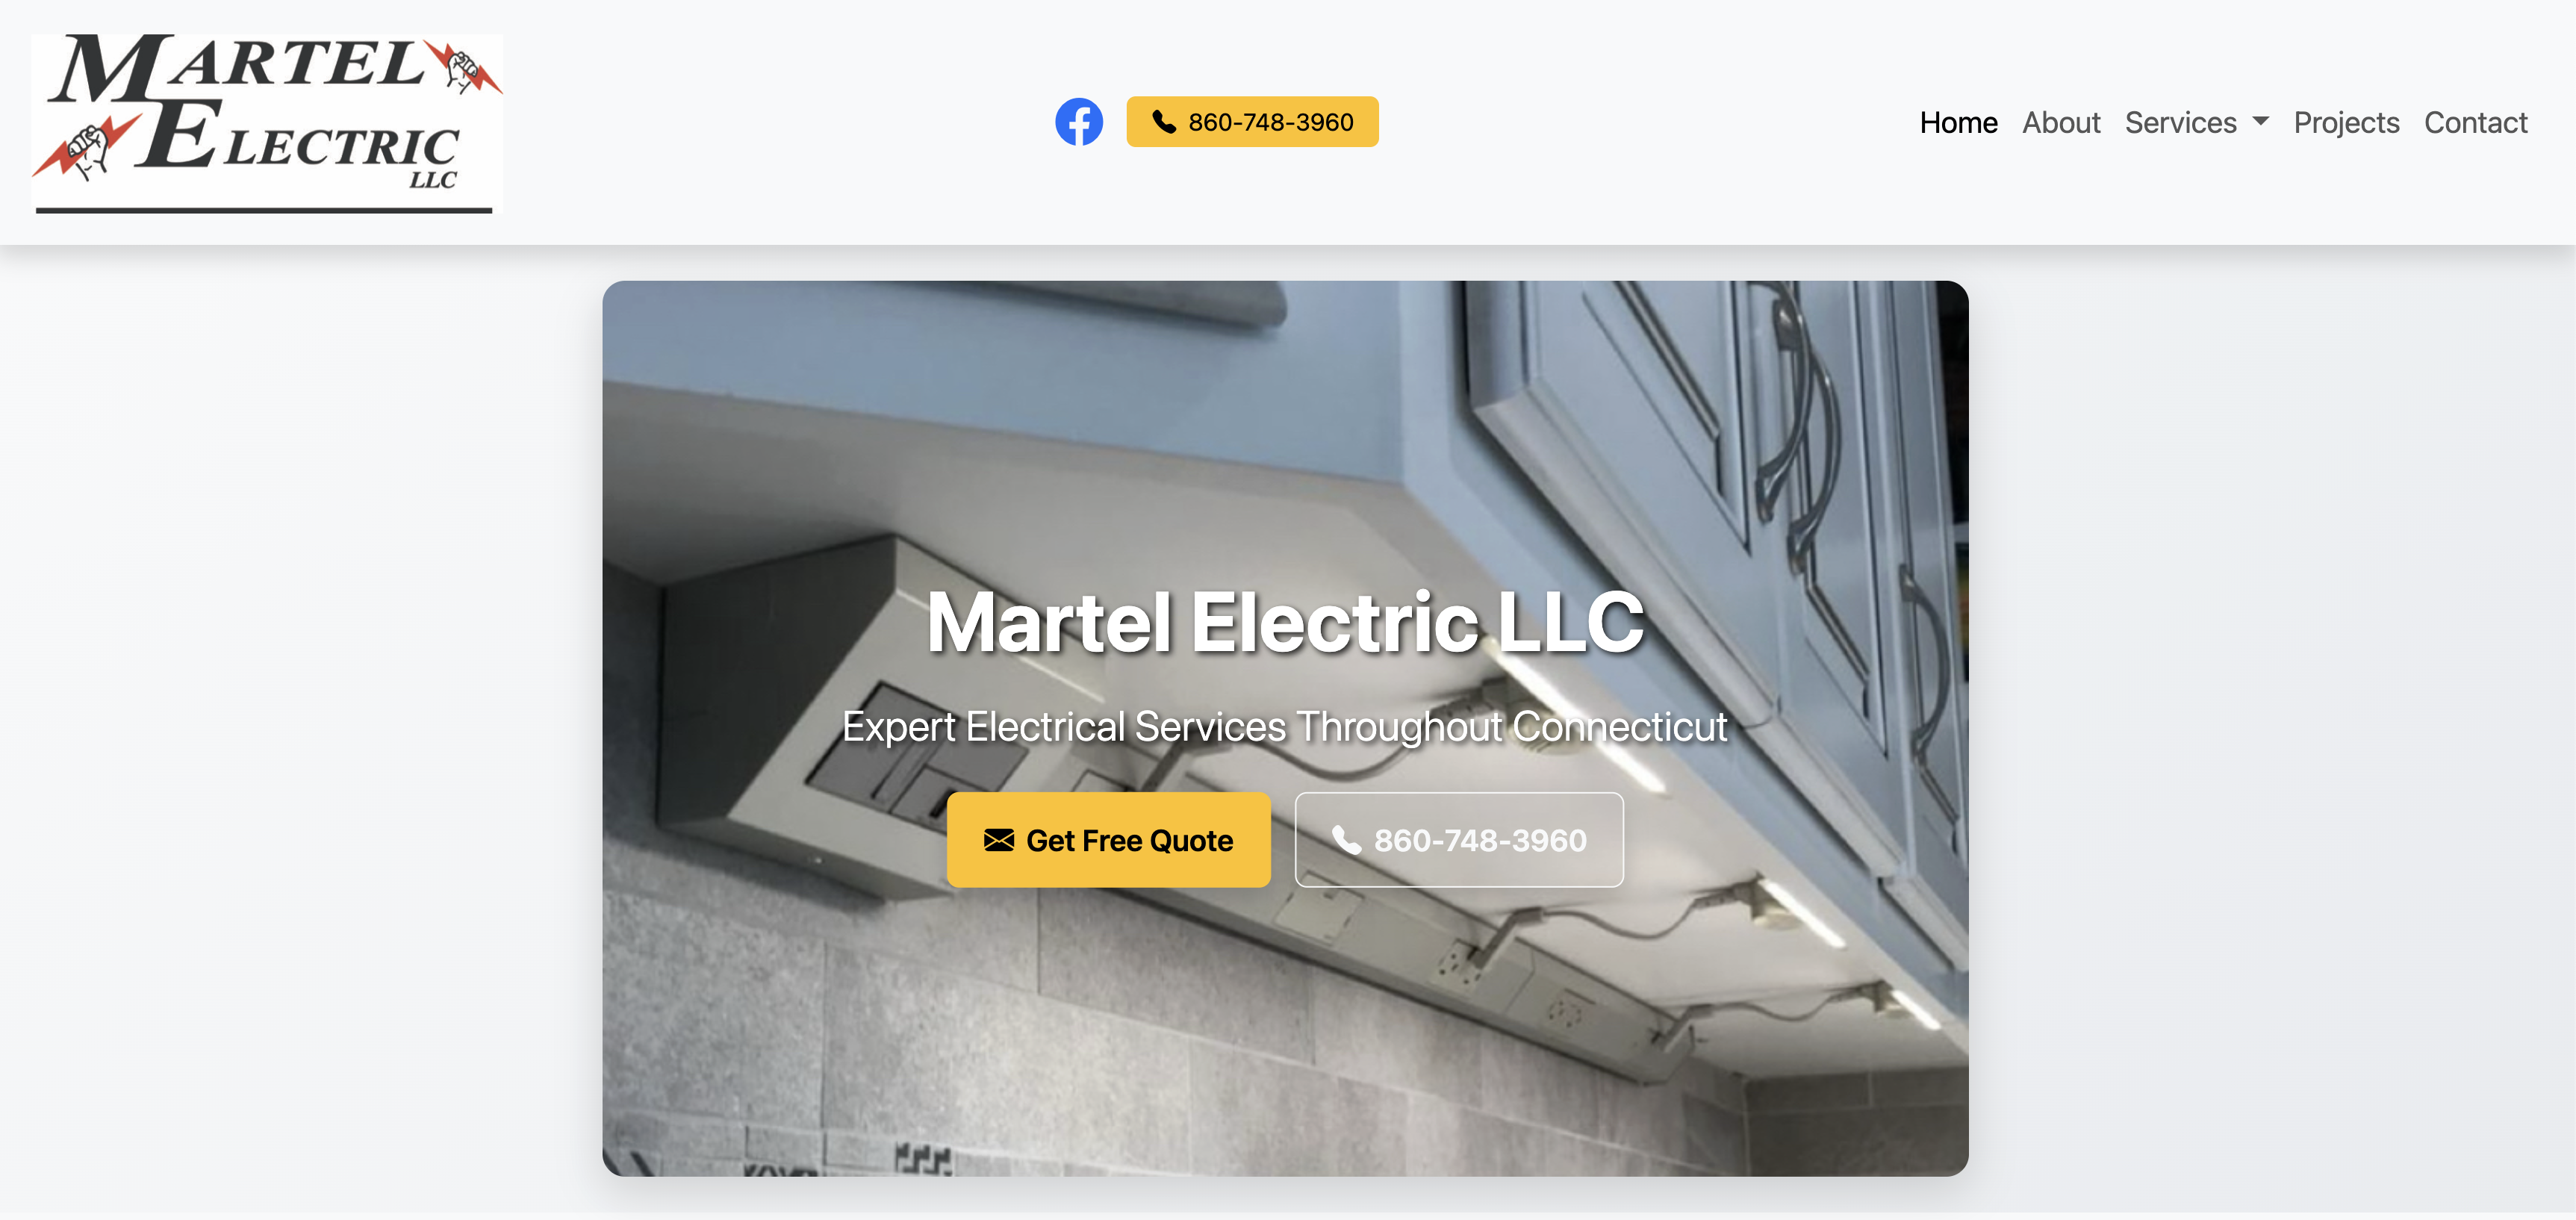 MARTEL
ELECTRIC
LLC
860-748-3960
Home About Services Projects Contact
Martel Electric LLC
Expert Electrical Services Throughout Connecticut
Get Free Quote
860-748-3960